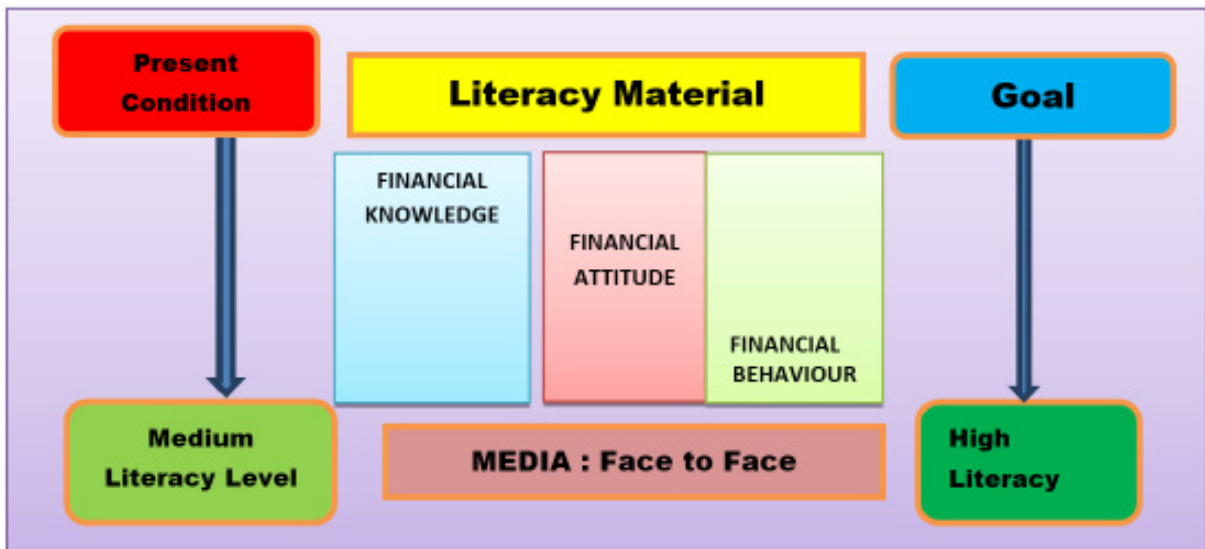 Present
Condition
Literacy Material
Goal
FINANCIAL
KNOWLEDGE
FINANCIAL
ATTITUDE
FINANCIAL
BEHAVIOUR
Medium
Literacy Level
MEDIA : Face to Face
High
Literacy